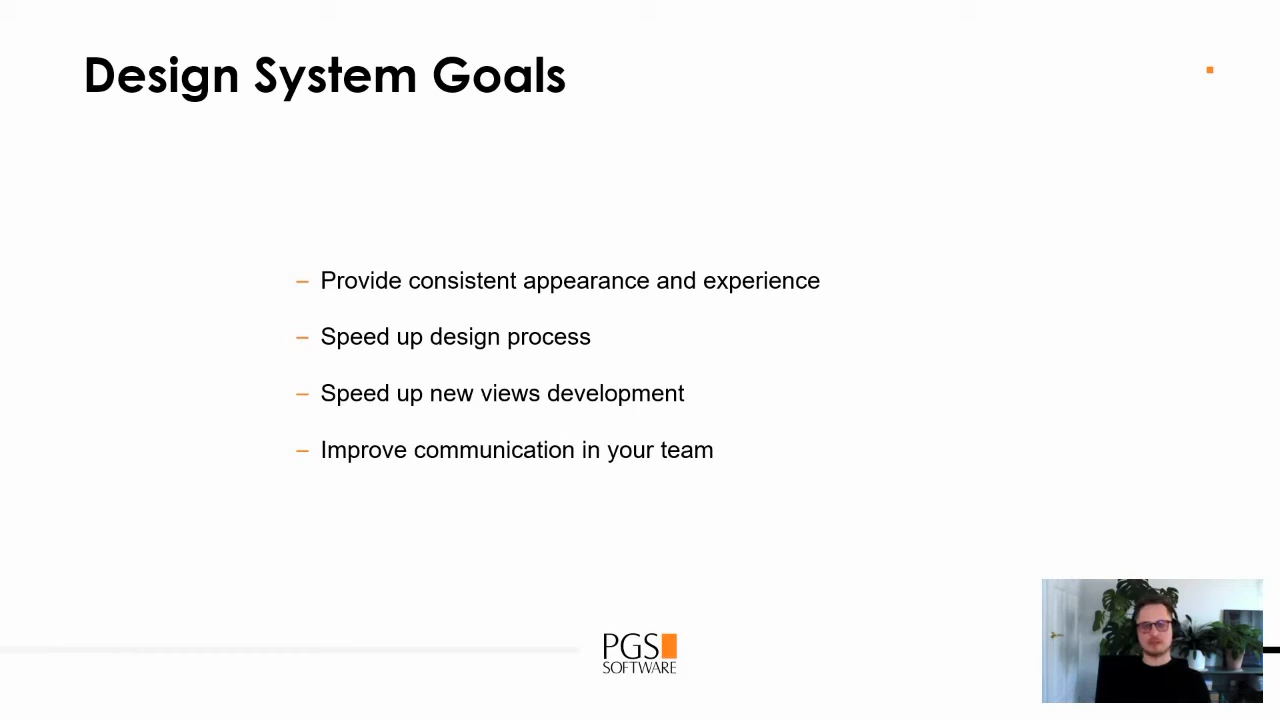 Design System Goals
– Provide consistent appearance and experience
– Speed up design process
– Speed up new views development
– Improve communication in your team
PGS
SOFTWARE